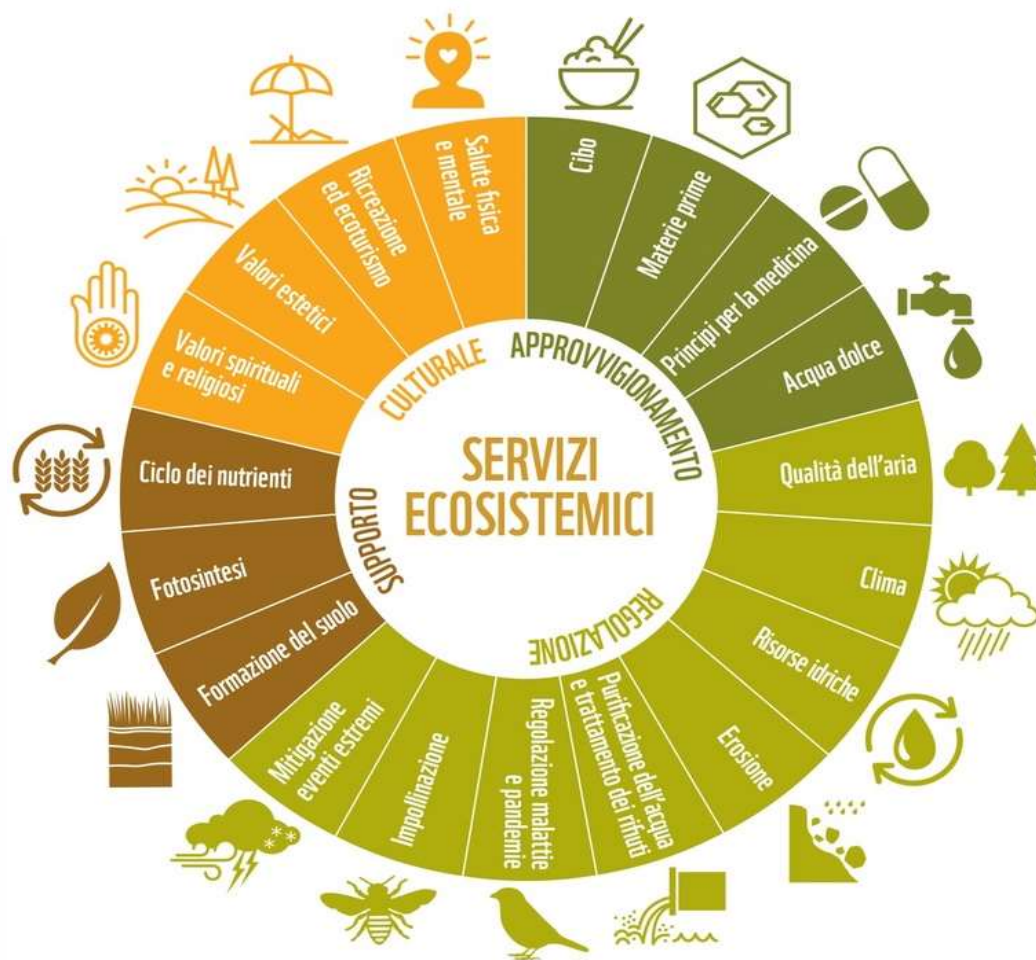 SERVIZI
ECOSISTEMICI
APPROVVIGIONAMENTO
Cibo
Materie prime
Principi per la medicina
Acqua dolce
REGOLAZIONE
Qualità dell'aria
Clima
Risorse idriche
Erosione
Purificazione dell'acqua
e trattamento dei rifiuti
Regolazione malattie
e pandemie
Impollinazione
Mitigazione
eventi estremi
SUPPORTO
Formazione del suolo
Fotosintesi
Ciclo dei nutrienti
CULTURALE
Valori spirituali
e religiosi
Valori estetici
Ricreazione
ed ecoturismo
Salute fisica
e mentale